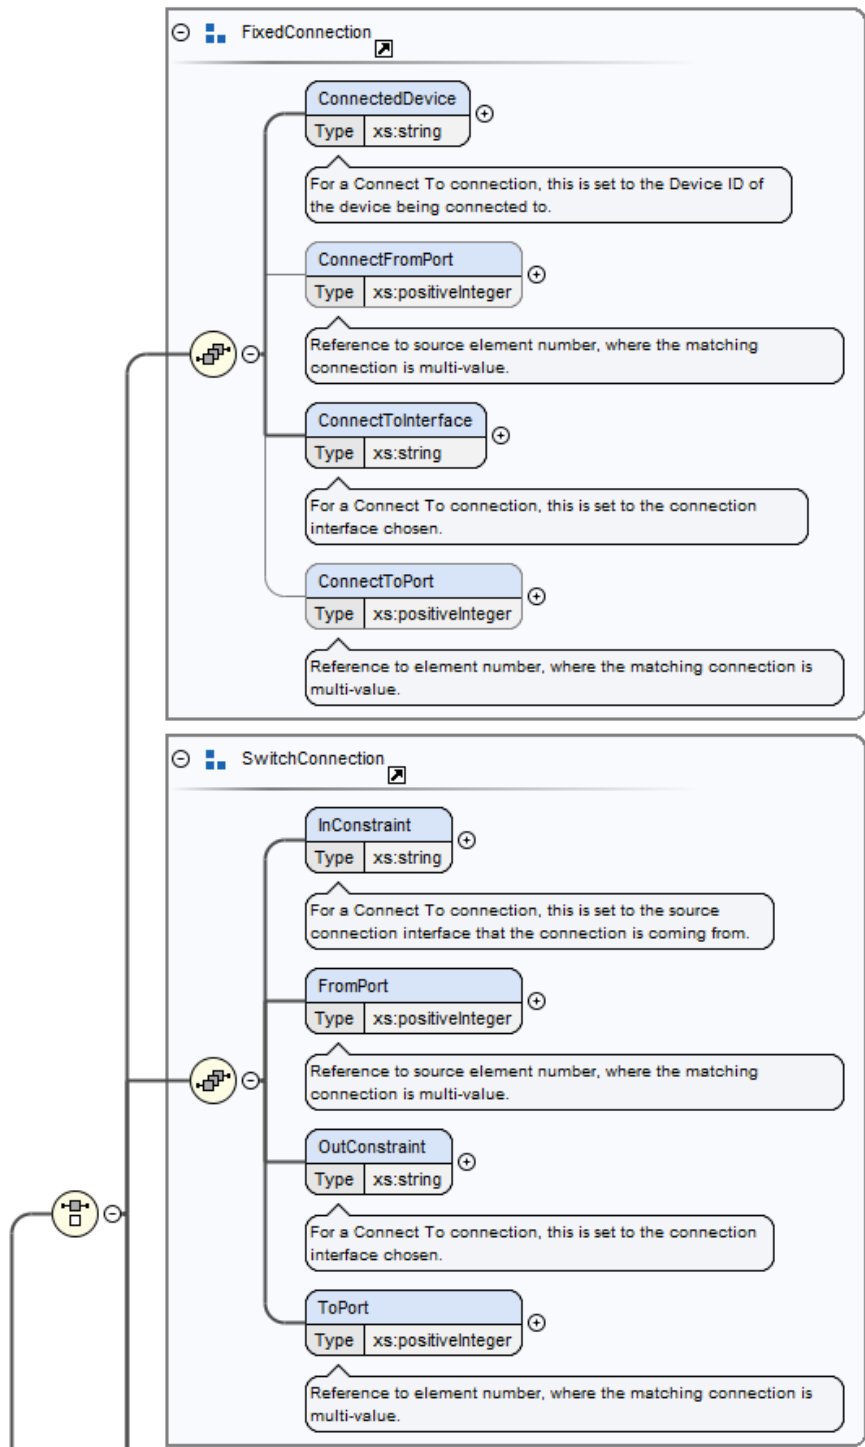 FixedConnection
ConnectedDevice
Type xs:string
For a Connect To connection, this is set to the Device ID of
the device being connected to.
ConnectFromPort
Type xs:positiveInteger
Reference to source element number, where the matching
connection is multi-value.
ConnectToInterface
Type xs:string
For a Connect To connection, this is set to the connection
interface chosen.
ConnectToPort
Type xs:positiveInteger
Reference to element number, where the matching connection is
multi-value.
SwitchConnection
InConstraint
Type xs:string
For a Connect To connection, this is set to the source
connection interface that the connection is coming from.
FromPort
Type xs:positiveInteger
Reference to source element number, where the matching
connection is multi-value.
OutConstraint
Type xs:string
For a Connect To connection, this is set to the connection
interface chosen.
ToPort
Type xs:positiveInteger
Reference to element number, where the matching connection is
multi-value.